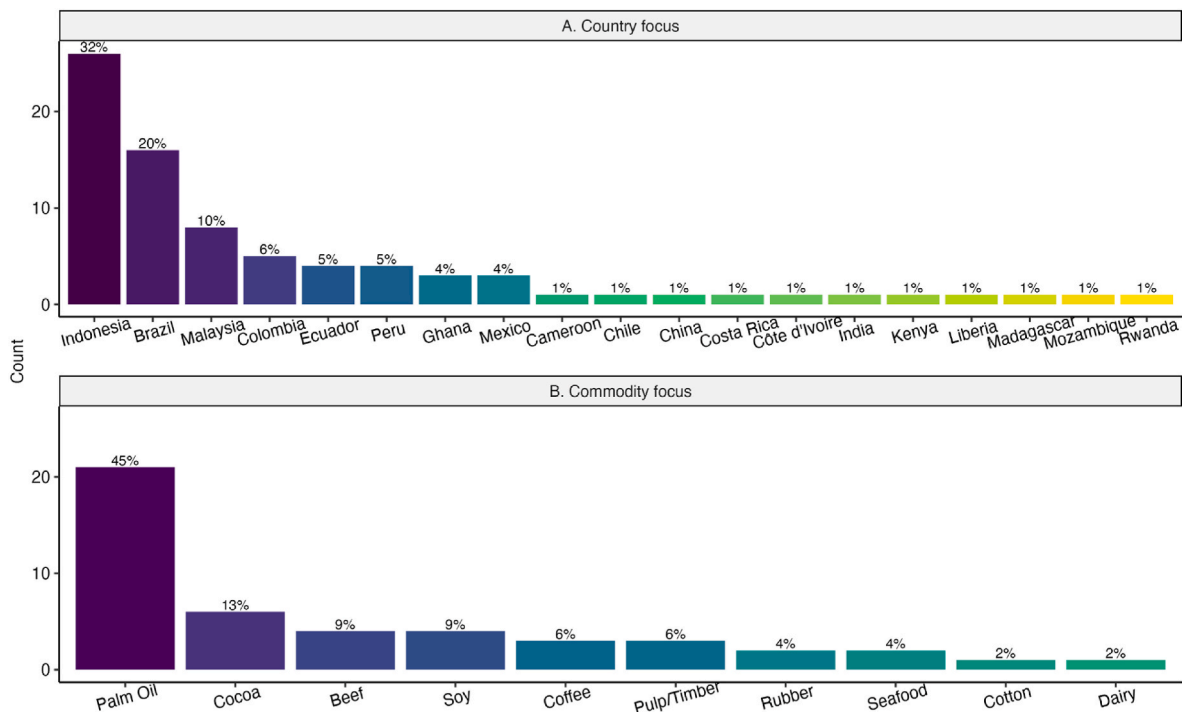 A. Country focus
32%
20%
10%
6%
5%
5%
4%
4%
1%
1%
1%
1%
1%
1%
1%
1%
1%
1%
1%
20
10
0
Indonesia
Brazil
Malaysia
Colombia
Ecuador
Peru
Ghana
Mexico
Cameroon
Chile
China
Costa Rica
Côte d'Ivoire
India
Kenya
Liberia
Madagascar
Mozambique
Rwanda
Count
B. Commodity focus
45%
13%
9%
9%
6%
6%
4%
4%
2%
2%
20
10
0
Palm Oil
Cocoa
Beef
Soy
Coffee
Pulp/Timber
Rubber
Seafood
Cotton
Dairy